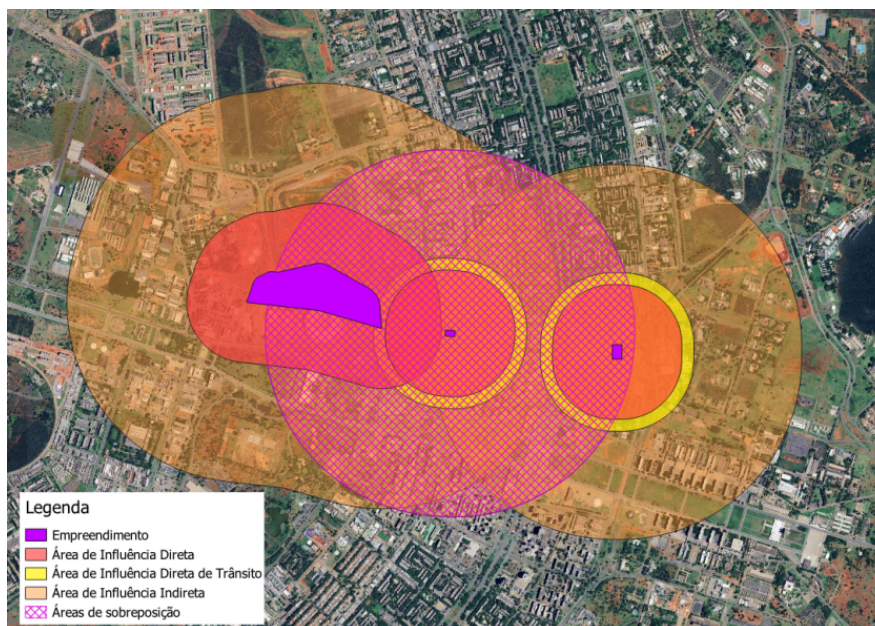 Legenda
Empreendimento
Área de Influência Direta
Área de Influência Direta de Trânsito
Área de Influência Indireta
Áreas de sobreposição